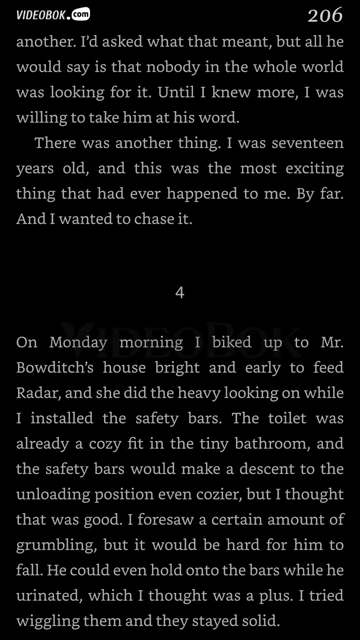 VIDEOBOK.com
206
another. I’d asked what that meant, but all he
would say is that nobody in the whole world
was looking for it. Until I knew more, I was
willing to take him at his word.
There was another thing. I was seventeen
years old, and this was the most exciting
thing that had ever happened to me. By far.
And I wanted to chase it.
4
VIDEOBOK
On Monday morning I biked up to Mr.
Bowditch’s house bright and early to feed
Radar, and she did the heavy looking on while
I installed the safety bars. The toilet was
already a cozy fit in the tiny bathroom, and
the safety bars would make a descent to the
unloading position even cozier, but I thought
that was good. I foresaw a certain amount of
grumbling, but it would be hard for him to
fall. He could even hold onto the bars while he
urinated, which I thought was a plus. I tried
wiggling them and they stayed solid.